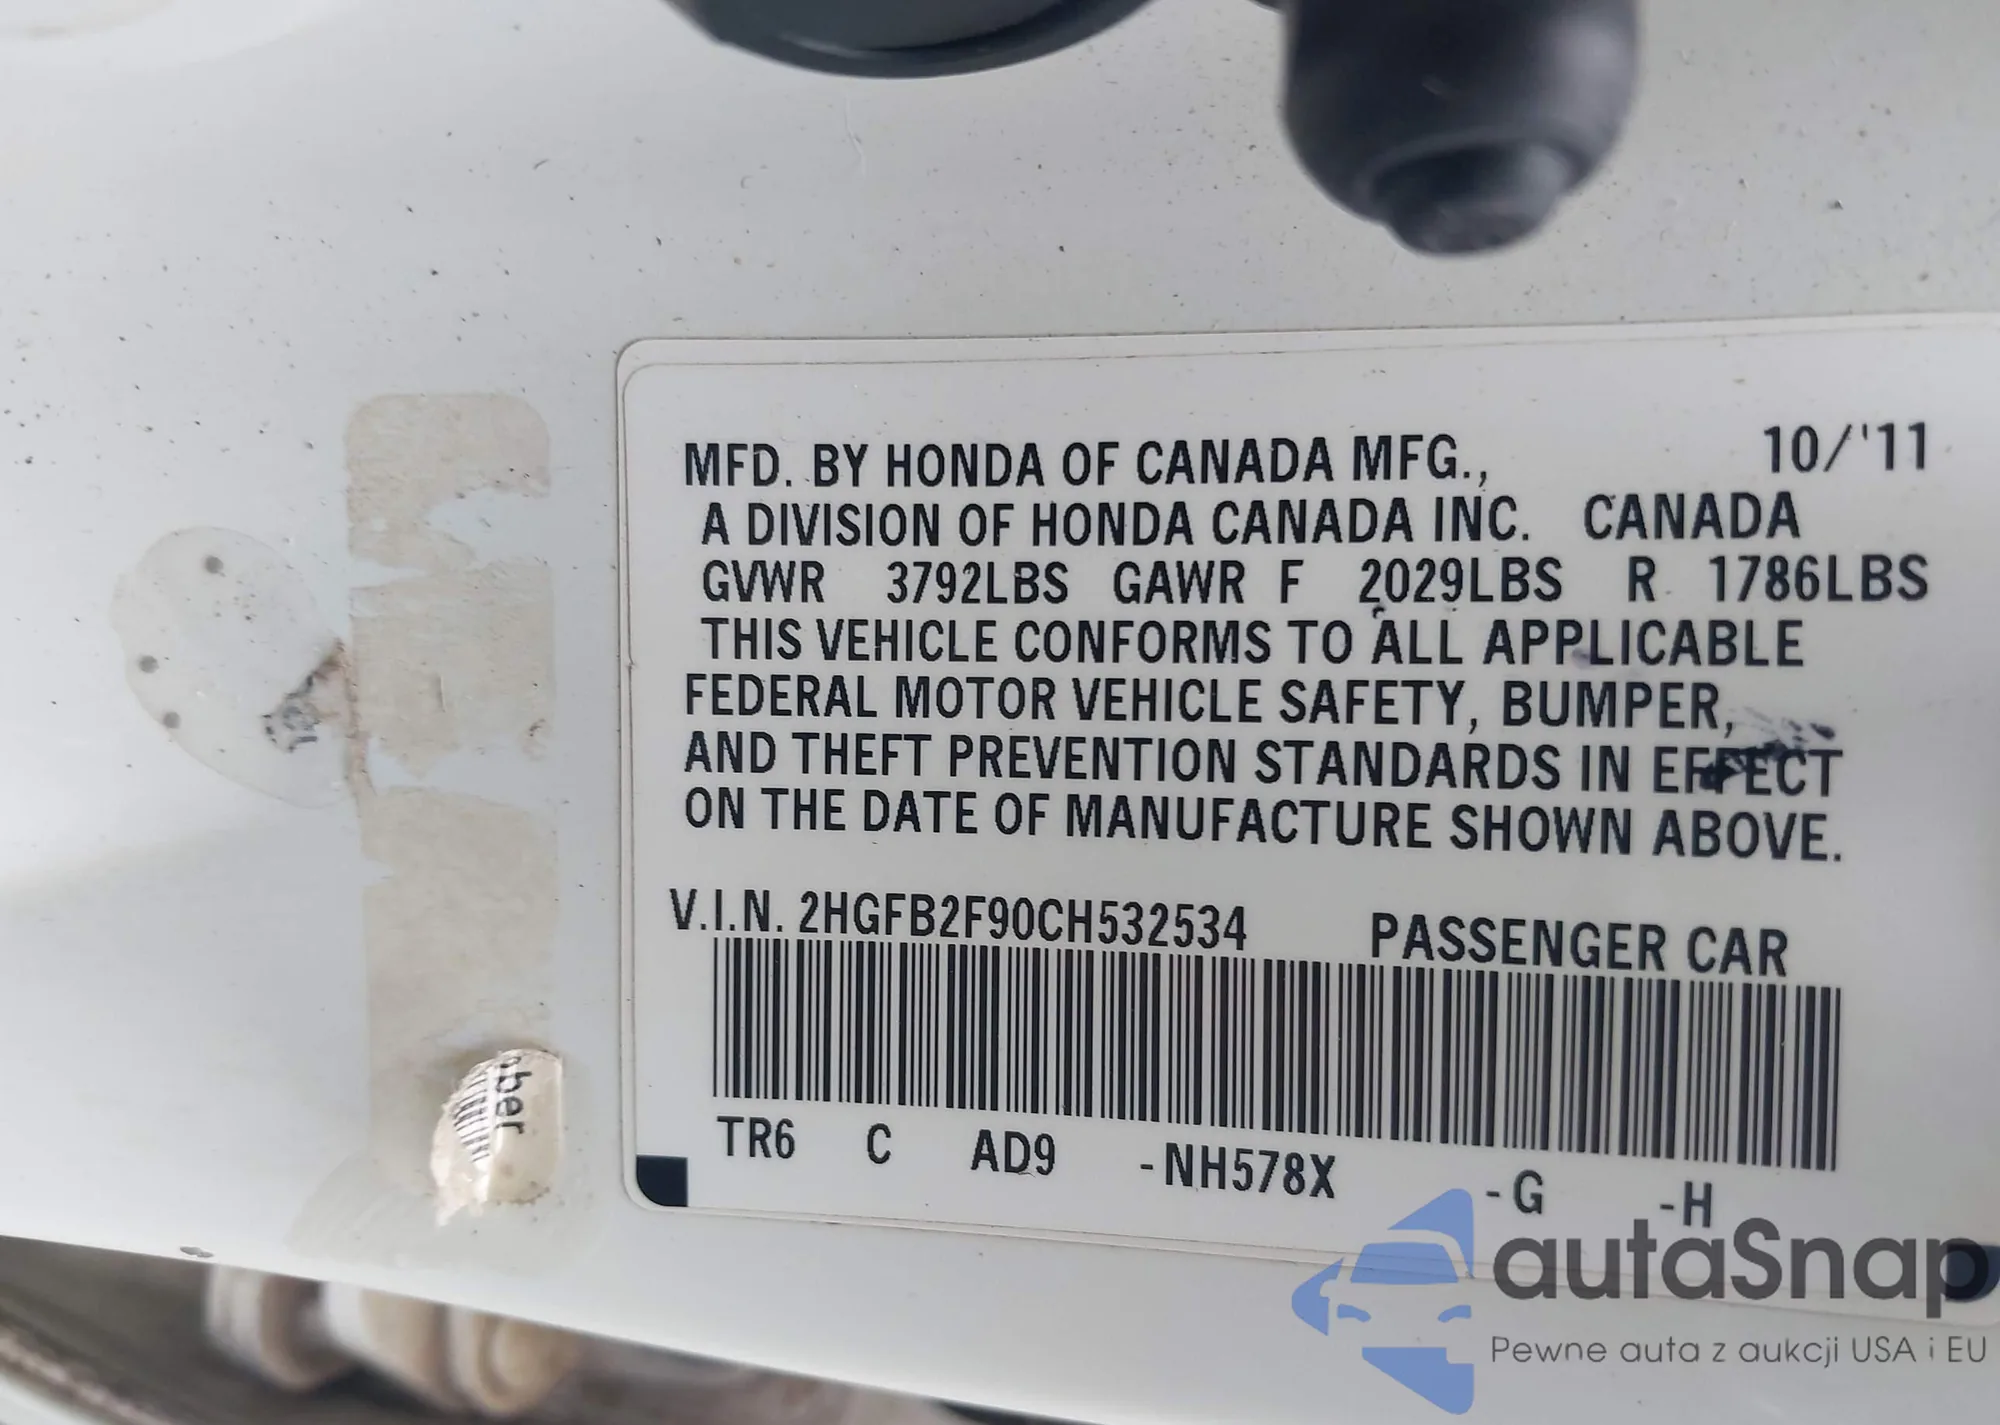 MFD. BY HONDA OF CANADA MFG., 10/'11
A DIVISION OF HONDA CANADA INC. CANADA
GVWR 3792LBS GAWR F 2029LBS R 1786LBS
THIS VEHICLE CONFORMS TO ALL APPLICABLE
FEDERAL MOTOR VEHICLE SAFETY, BUMPER,
AND THEFT PREVENTION STANDARDS IN EFFECT
ON THE DATE OF MANUFACTURE SHOWN ABOVE.
V.I.N. 2HGFB2F90CH532534 PASSENGER CAR
TR6 C AD9 -NH578X -G -H
ber
autaSnap
Pewne auta z aukcji USA i EU